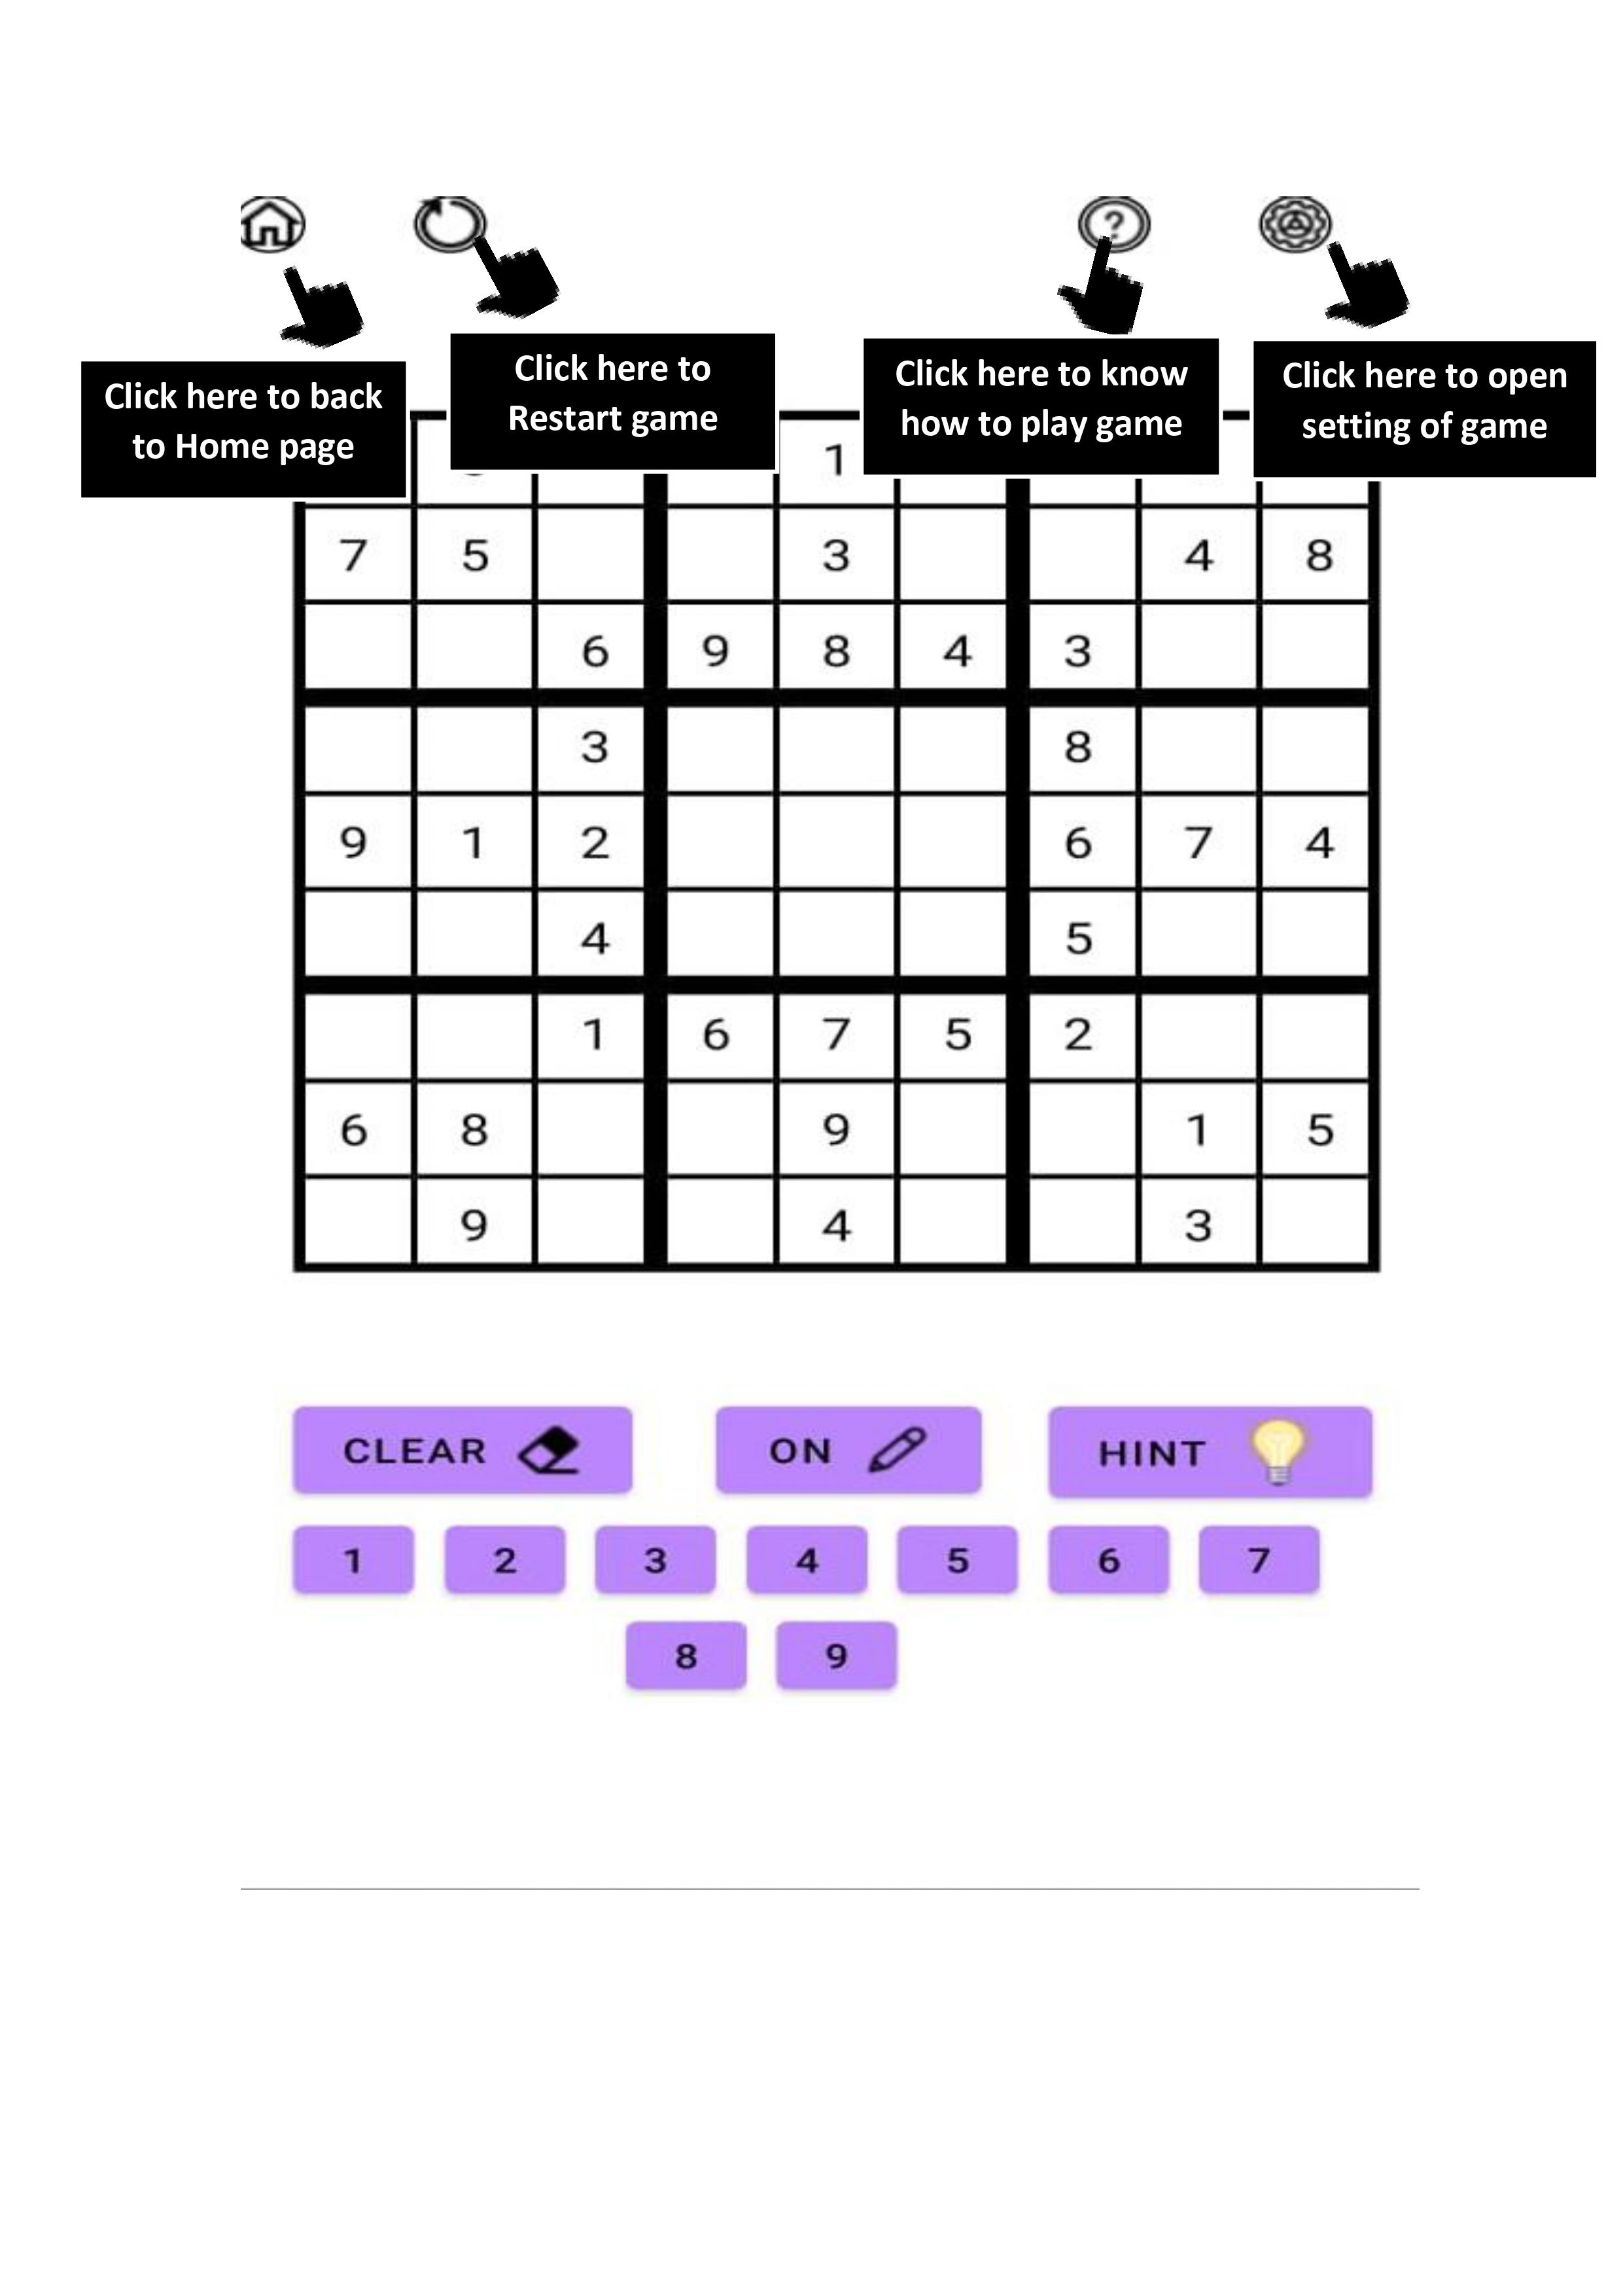 ?
Click here to back
to Home page
Click here to
Restart game
Click here to know
how to play game
Click here to open
setting of game
1
7 5 3 4 8
6 9 8 4 3
3 8
9 1 2 6 7 4
4 5
1 6 7 5 2
6 8 9 1 5
9 4 3
CLEAR ON HINT
1 2 3 4 5 6 7
8 9